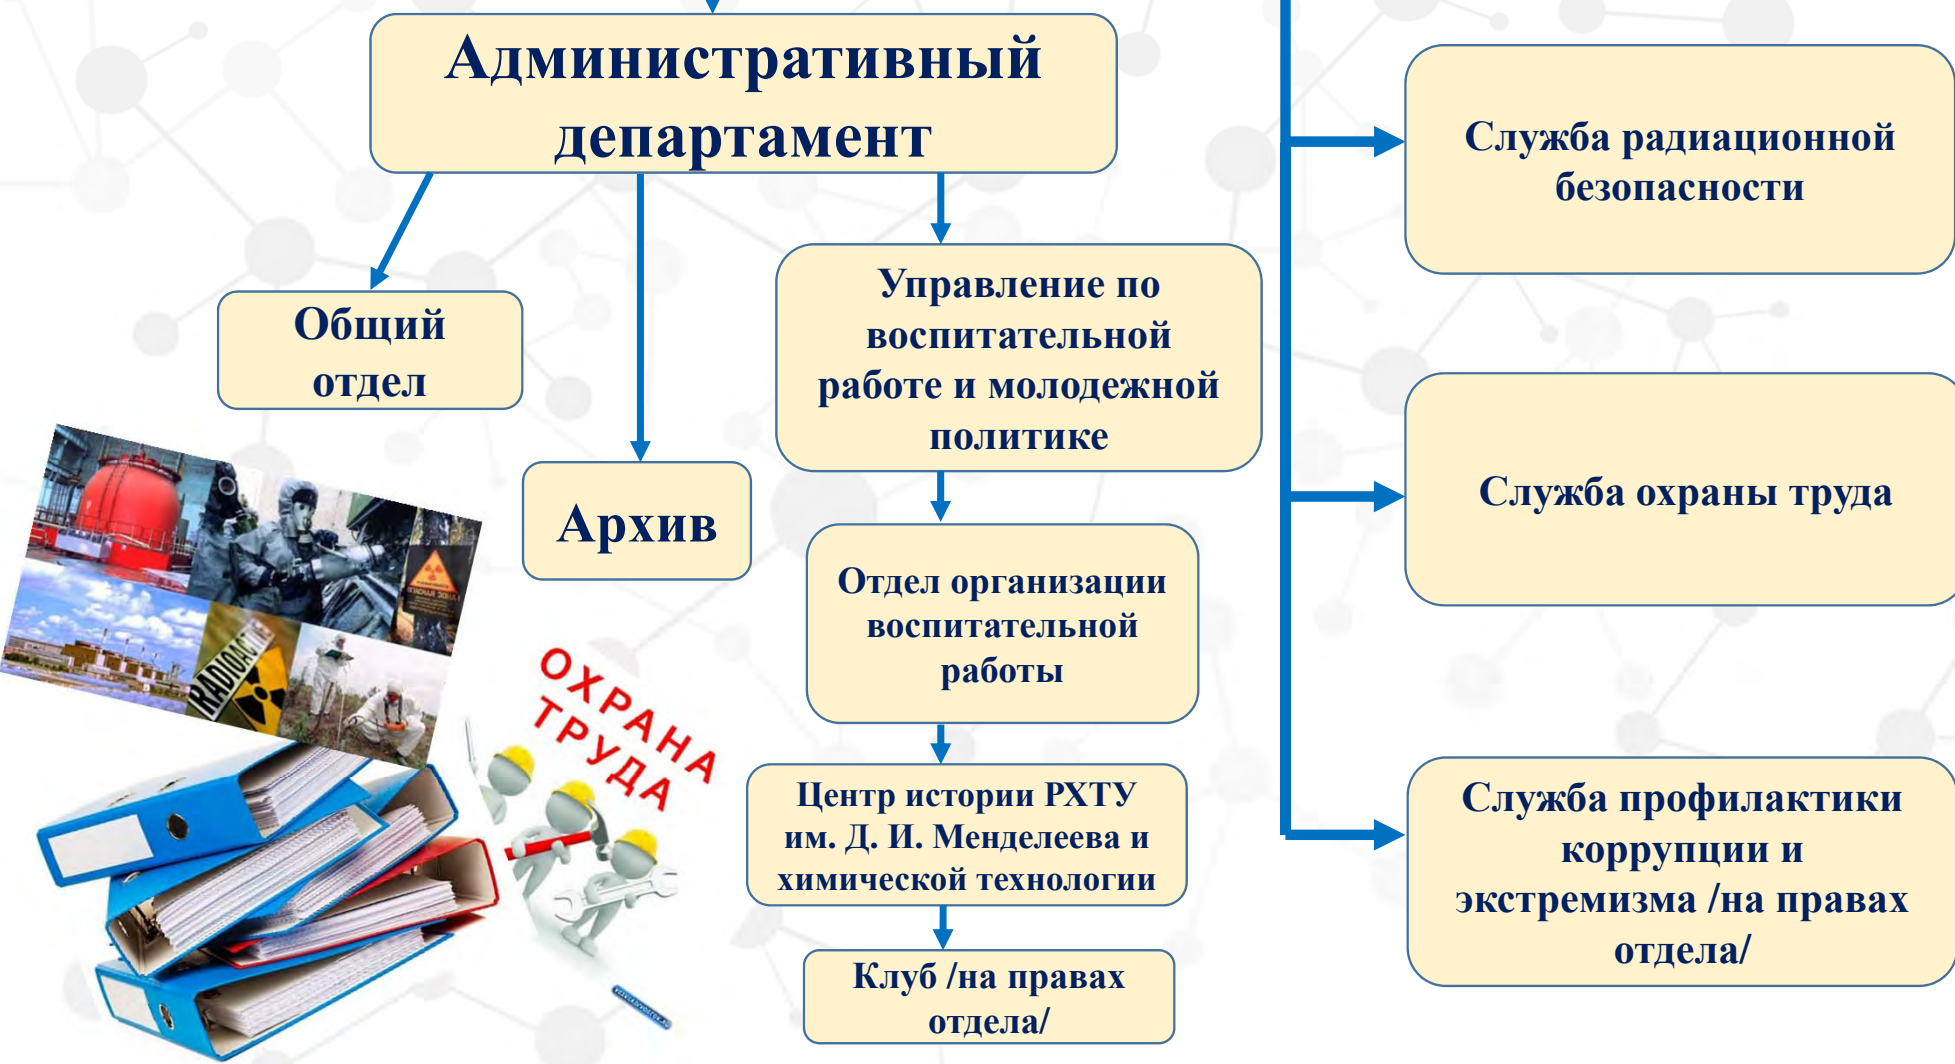 Административный
департамент
Служба радиационной
безопасности
Общий
отдел
Управление по
воспитательной
работе и молодежной
политике
Архив
Служба охраны труда
Отдел организации
воспитательной
работы
RADIOACTIVE
ОХРАНА
ТРУДА
Центр истории РХТУ
им. Д. И. Менделеева и
химической технологии
Служба профилактики
коррупции и
экстремизма /на правах
отдела/
Клуб /на правах
отдела/